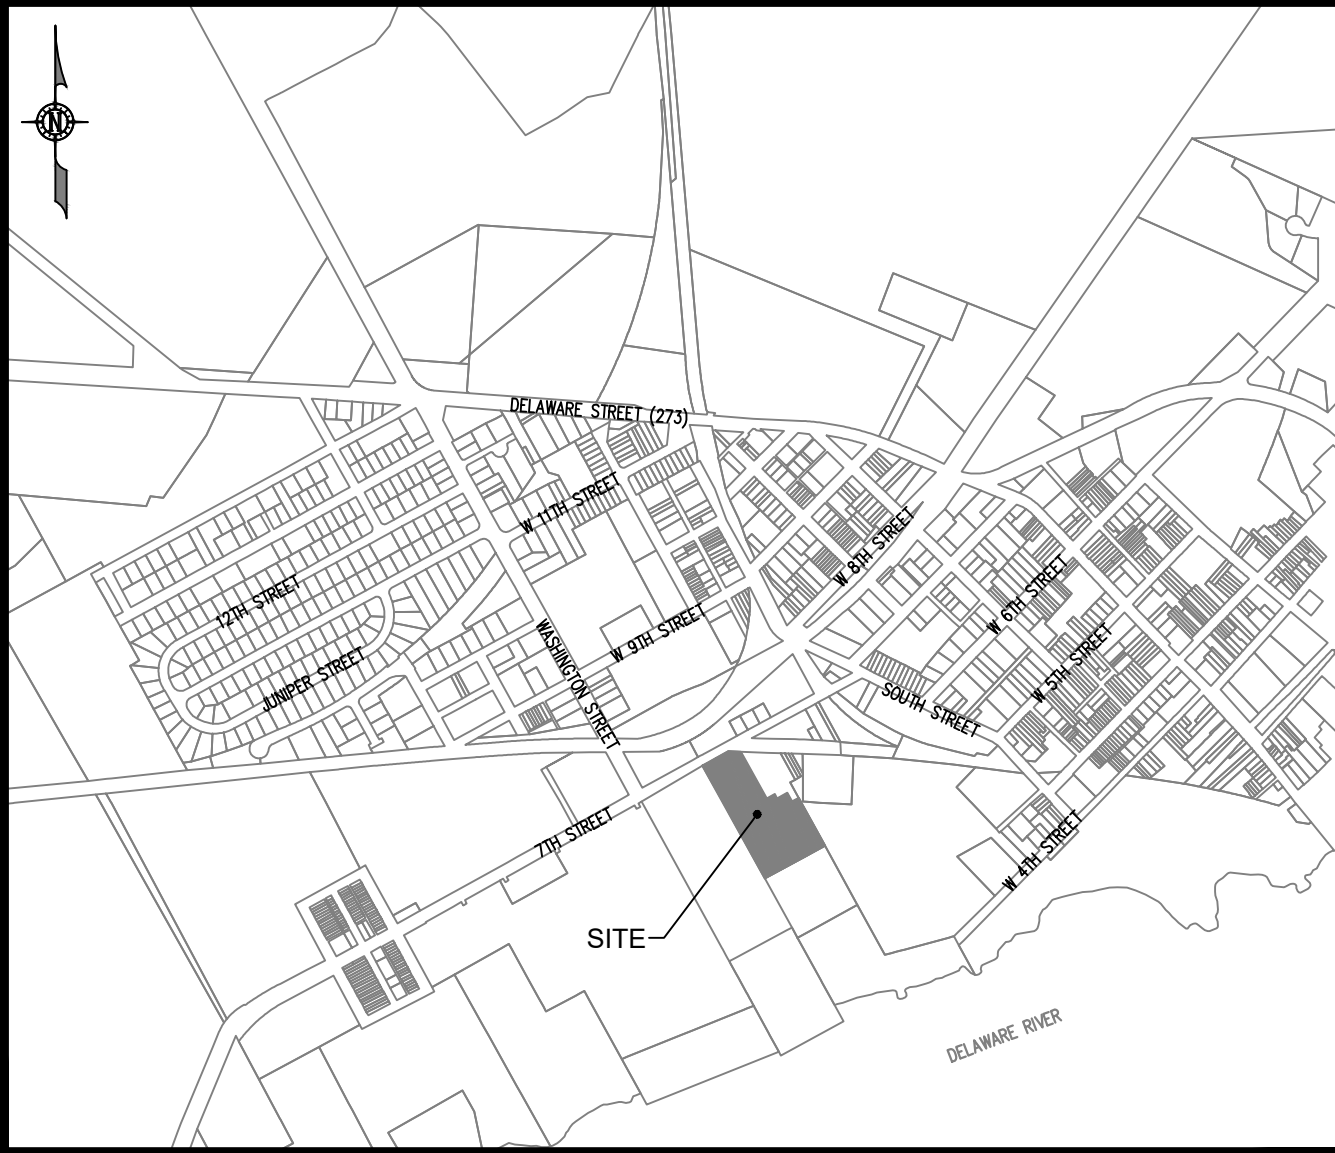 N
DELAWARE STREET (273)
W 11TH STREET
W 8TH STREET
12TH STREET
W 6TH STREET
W 9TH STREET
WASHINGTON STREET
JUNIPER STREET
W 5TH STREET
SOUTH STREET
7TH STREET
W 4TH STREET
SITE
DELAWARE RIVER